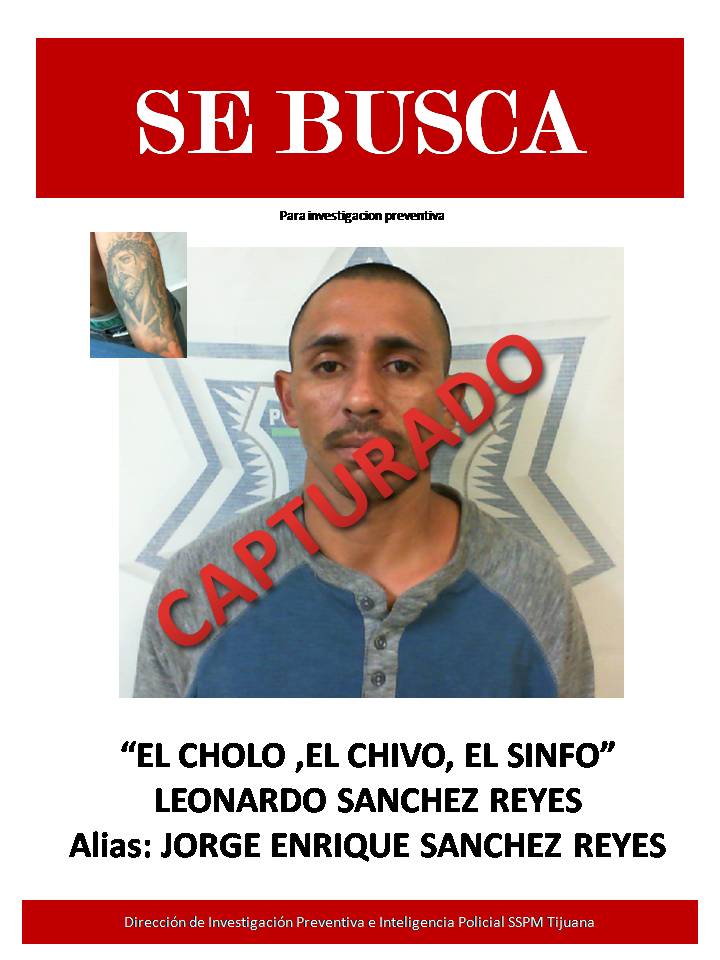 SE BUSCA
Para investigacion preventiva
PO
CAPTURADO
“EL CHOLO ,EL CHIVO, EL SINFO”
LEONARDO SANCHEZ REYES
Alias: JORGE ENRIQUE SANCHEZ REYES
Dirección de Investigación Preventiva e Inteligencia Policial SSPM Tijuana